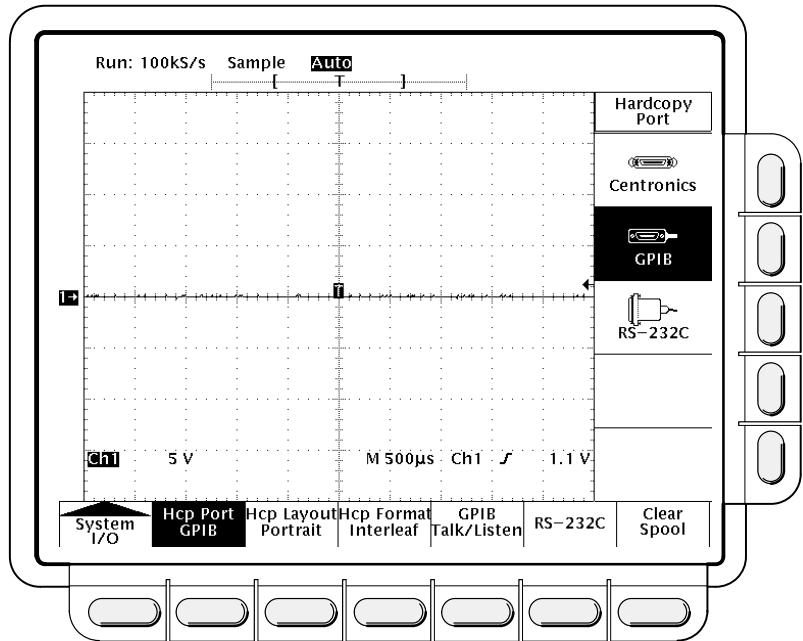 Run: 100kS/s Sample Auto
[ T ]
Hardcopy
Port
Centronics
GPIB
RS−232C
1→
T
Ch1 5 V M 500µs Ch1 1.1 V
System
I/O
Hcp Port
GPIB
Hcp Layout
Portrait
Hcp Format
Interleaf
GPIB
Talk/Listen
RS−232C
Clear
Spool